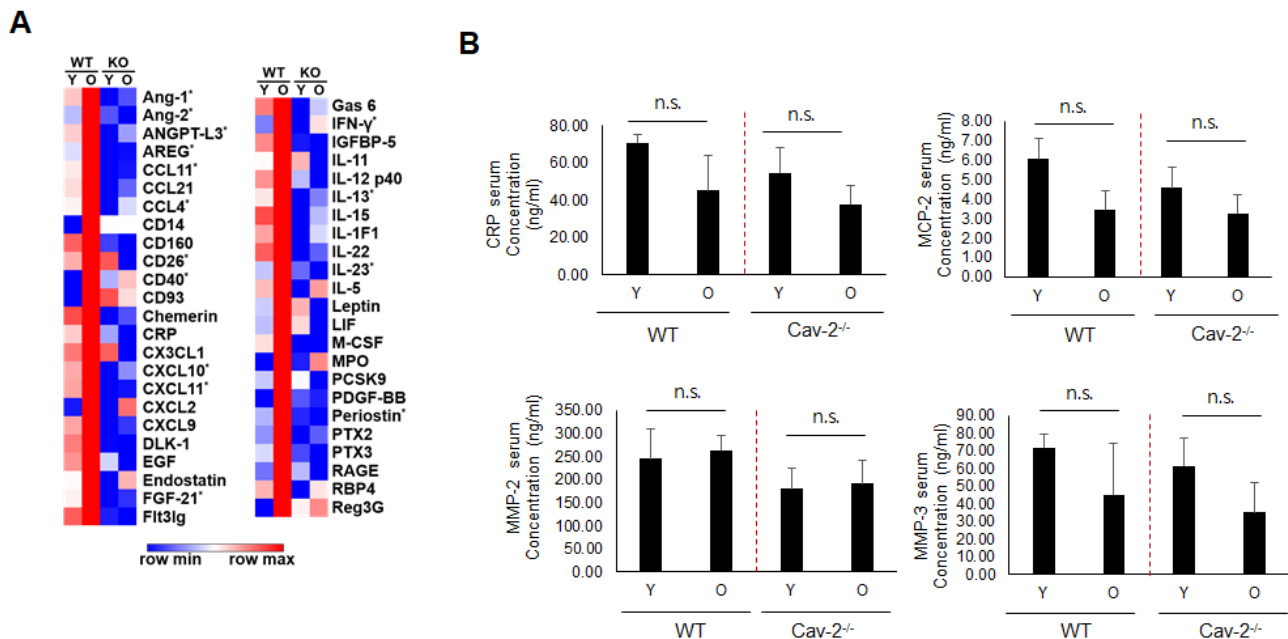 A
WT KO
Y O Y O
Ang-1*
Ang-2*
ANGPT-L3*
AREG*
CCL11*
CCL21
CCL4*
CD14
CD160
CD26*
CD40*
CD93
Chemerin
CRP
CX3CL1
CXCL10*
CXCL11*
CXCL2
CXCL9
DLK-1
EGF
Endostatin
FGF-21*
Flt3lg
WT KO
Y O Y O
Gas 6
IFN-γ*
IGFBP-5
IL-11
IL-12 p40
IL-13*
IL-15
IL-1F1
IL-22
IL-23*
IL-5
Leptin
LIF
M-CSF
MPO
PCSK9
PDGF-BB
Periostin*
PTX2
PTX3
RAGE
RBP4
Reg3G
row min row max
B
CRP serum
Concentration
(ng/ml)
80.00
60.00
40.00
20.00
0.00
n.s. n.s.
Y O Y O
WT Cav-2-/-
MCP-2 serum
Concentration (ng/ml)
8.00
7.00
6.00
5.00
4.00
3.00
2.00
1.00
0.00
n.s. n.s.
Y O Y O
WT Cav-2-/-
MMP-2 serum
Concentration (ng/ml)
350.00
300.00
250.00
200.00
150.00
100.00
50.00
0.00
n.s. n.s.
Y O Y O
WT Cav-2-/-
MMP-3 serum
Concentration (ng/ml)
90.00
80.00
70.00
60.00
50.00
40.00
30.00
20.00
10.00
0.00
n.s. n.s.
Y O Y O
WT Cav-2-/-